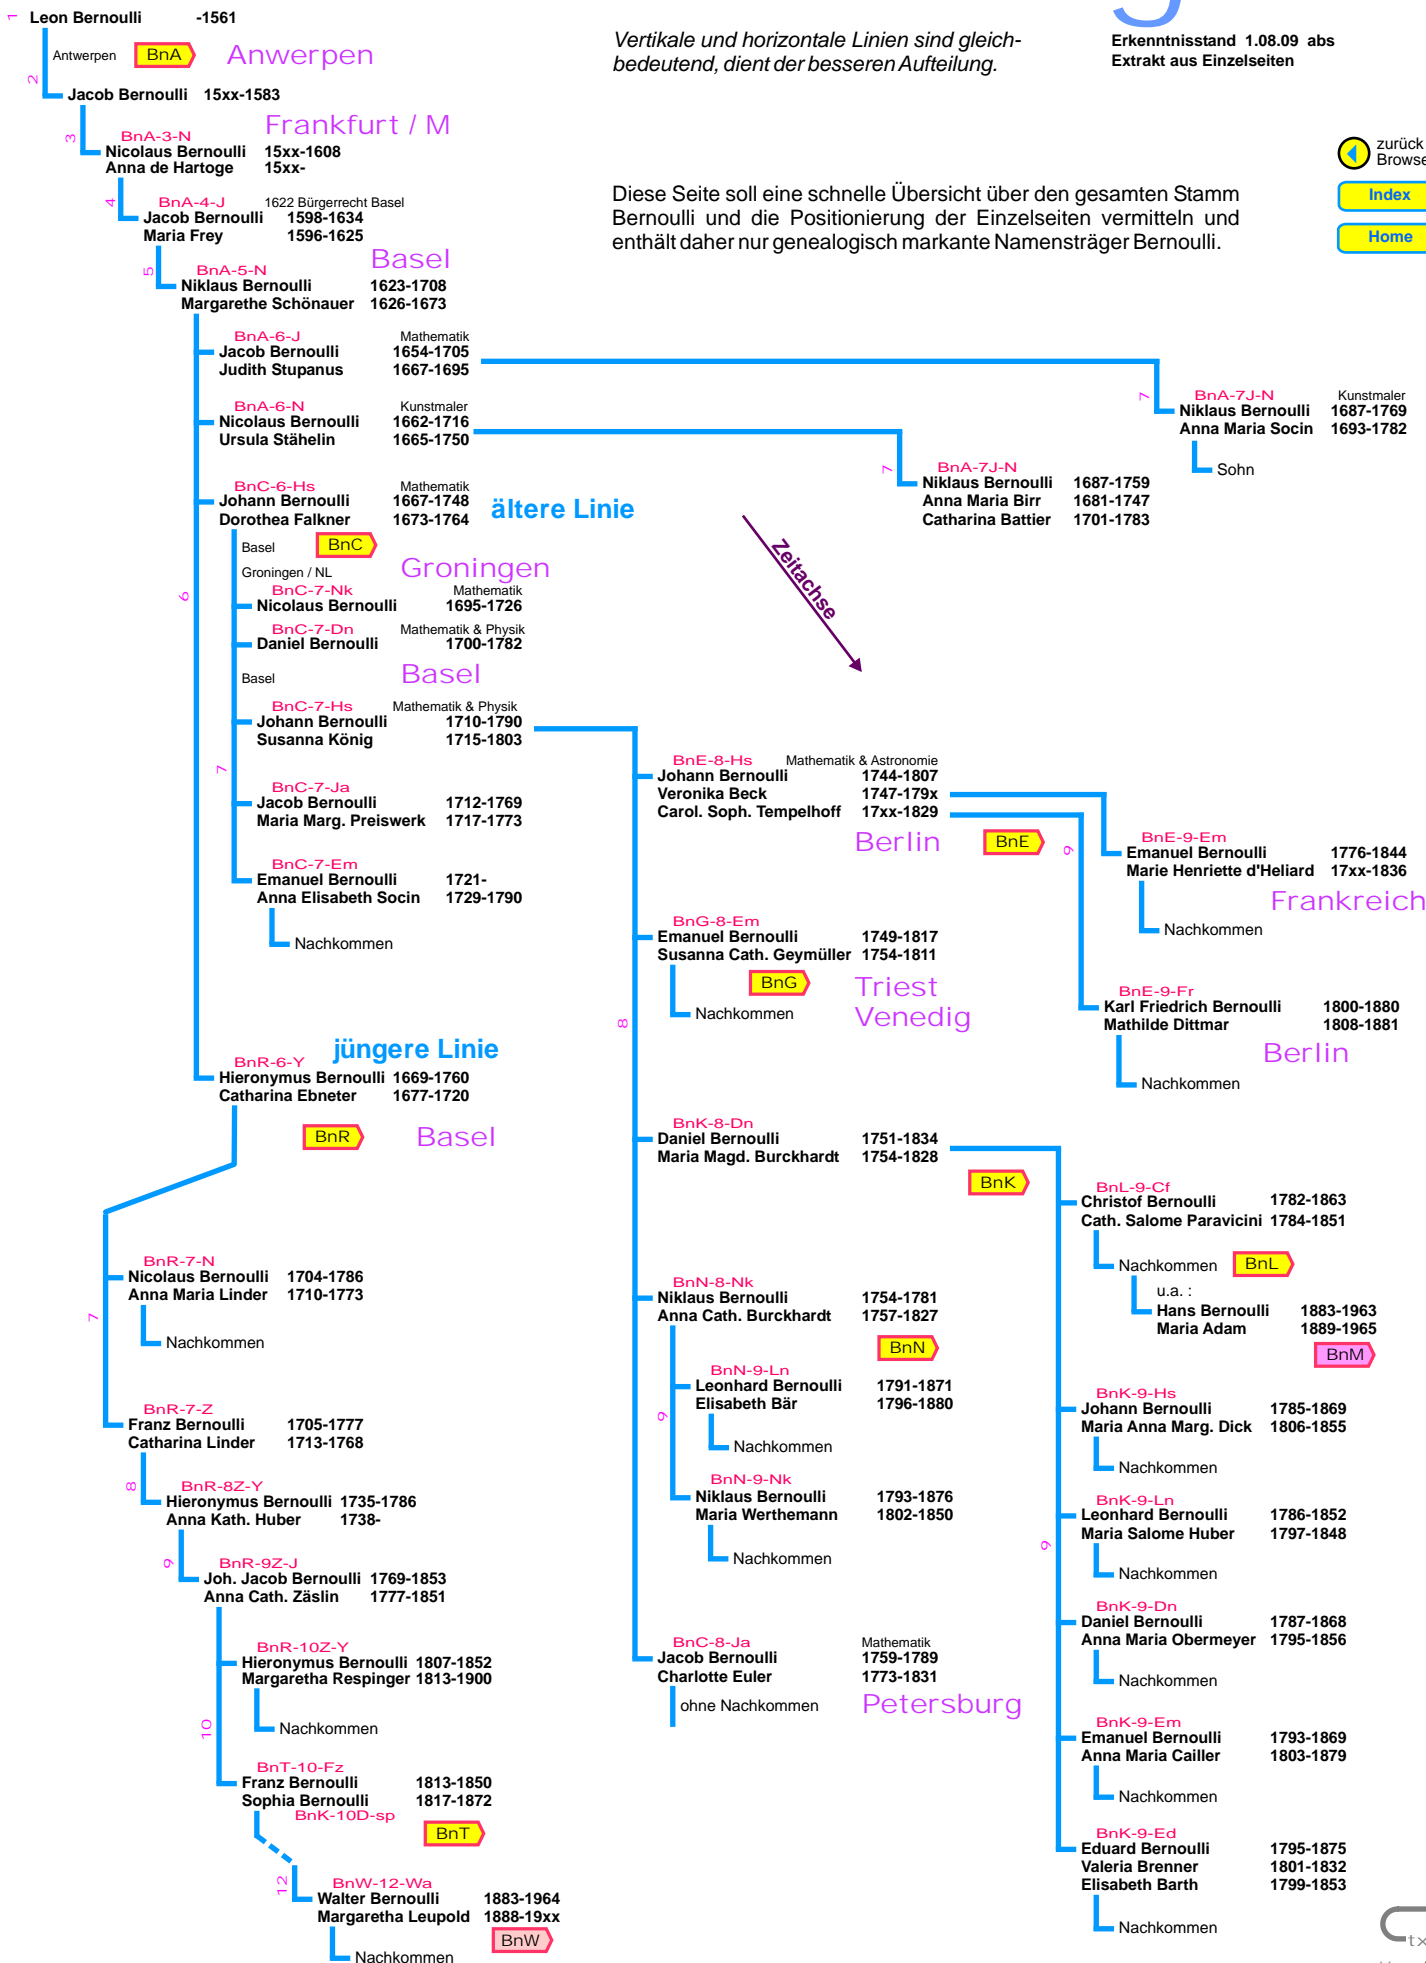 1
Leon Bernoulli -1561
Antwerpen BnA Anwerpen
2
Jacob Bernoulli 15xx-1583
Vertikale und horizontale Linien sind gleich-
bedeutend, dient der besseren Aufteilung.
Erkenntnisstand 1.08.09 abs
Extrakt aus Einzelseiten
Frankfurt / M
3
BnA-3-N
Nicolaus Bernoulli 15xx-1608
Anna de Hartoge 15xx-
zurück
Index
Home
4
BnA-4-J 1622 Bürgerrecht Basel
Jacob Bernoulli 1598-1634
Maria Frey 1596-1625
Diese Seite soll eine schnelle Übersicht über den gesamten Stamm
Bernoulli und die Positionierung der Einzelseiten vermitteln und
enthält daher nur genealogisch markante Namensträger Bernoulli.
Basel
5
BnA-5-N
Niklaus Bernoulli 1623-1708
Margarethe Schönauer 1626-1673
BnA-6-J Mathematik
Jacob Bernoulli 1654-1705
Judith Stupanus 1667-1695
7
BnA-7J-N Kunstmaler
Niklaus Bernoulli 1687-1769
Anna Maria Socin 1693-1782
Sohn
BnA-6-N Kunstmaler
Nicolaus Bernoulli 1662-1716
Ursula Stähelin 1665-1750
7
BnA-7J-N
Niklaus Bernoulli 1687-1759
Anna Maria Birr 1681-1747
Catharina Battier 1701-1783
BnC-6-Hs Mathematik
Johann Bernoulli 1667-1748
Dorothea Falkner 1673-1764
ältere Linie
Zeitachse
Basel BnC
Groningen / NL Groningen
6
BnC-7-Nk Mathematik
Nicolaus Bernoulli 1695-1726
BnC-7-Dn Mathematik & Physik
Daniel Bernoulli 1700-1782
Basel Basel
BnC-7-Hs Mathematik & Physik
Johann Bernoulli 1710-1790
Susanna König 1715-1803
7
BnC-7-Ja
Jacob Bernoulli 1712-1769
Maria Marg. Preiswerk 1717-1773
BnC-7-Em
Emanuel Bernoulli 1721-
Anna Elisabeth Socin 1729-1790
Nachkommen
BnE-8-Hs Mathematik & Astronomie
Johann Bernoulli 1744-1807
Veronika Beck 1747-179x
Carol. Soph. Tempelhoff 17xx-1829
Berlin BnE
9
BnE-9-Em
Emanuel Bernoulli 1776-1844
Marie Henriette d'Heliard 17xx-1836
Frankreich
Nachkommen
BnE-9-Fr
Karl Friedrich Bernoulli 1800-1880
Mathilde Dittmar 1808-1881
Berlin
Nachkommen
BnG-8-Em
Emanuel Bernoulli 1749-1817
Susanna Cath. Geymüller 1754-1811
BnG Triest
Nachkommen Venedig
8
jüngere Linie
BnR-6-Y
Hieronymus Bernoulli 1669-1760
Catharina Ebneter 1677-1720
BnR Basel
BnK-8-Dn
Daniel Bernoulli 1751-1834
Maria Magd. Burckhardt 1754-1828
BnK
BnL-9-Cf
Christof Bernoulli 1782-1863
Cath. Salome Paravicini 1784-1851
Nachkommen BnL
u.a. :
Hans Bernoulli 1883-1963
Maria Adam 1889-1965
BnM
7
BnR-7-N
Nicolaus Bernoulli 1704-1786
Anna Maria Linder 1710-1773
Nachkommen
BnN-8-Nk
Niklaus Bernoulli 1754-1781
Anna Cath. Burckhardt 1757-1827
BnN
9
BnN-9-Ln
Leonhard Bernoulli 1791-1871
Elisabeth Bär 1796-1880
Nachkommen
BnN-9-Nk
Niklaus Bernoulli 1793-1876
Maria Werthemann 1802-1850
Nachkommen
BnR-7-Z
Franz Bernoulli 1705-1777
Catharina Linder 1713-1768
8
BnR-8Z-Y
Hieronymus Bernoulli 1735-1786
Anna Kath. Huber 1738-
9
BnR-9Z-J
Joh. Jacob Bernoulli 1769-1853
Anna Cath. Zäslin 1777-1851
BnR-10Z-Y
Hieronymus Bernoulli 1807-1852
Margaretha Respinger 1813-1900
Nachkommen
10
BnT-10-Fz
Franz Bernoulli 1813-1850
Sophia Bernoulli 1817-1872
BnK-10D-sp
BnT
12
BnW-12-Wa
Walter Bernoulli 1883-1964
Margaretha Leupold 1888-19xx
BnW
Nachkommen
BnC-8-Ja Mathematik
Jacob Bernoulli 1759-1789
Charlotte Euler 1773-1831
ohne Nachkommen Petersburg
9
BnK-9-Hs
Johann Bernoulli 1785-1869
Maria Anna Marg. Dick 1806-1855
Nachkommen
BnK-9-Ln
Leonhard Bernoulli 1786-1852
Maria Salome Huber 1797-1848
Nachkommen
BnK-9-Dn
Daniel Bernoulli 1787-1868
Anna Maria Obermeyer 1795-1856
Nachkommen
BnK-9-Em
Emanuel Bernoulli 1793-1869
Anna Maria Cailler 1803-1879
Nachkommen
BnK-9-Ed
Eduard Bernoulli 1795-1875
Valeria Brenner 1801-1832
Elisabeth Barth 1799-1853
Nachkommen